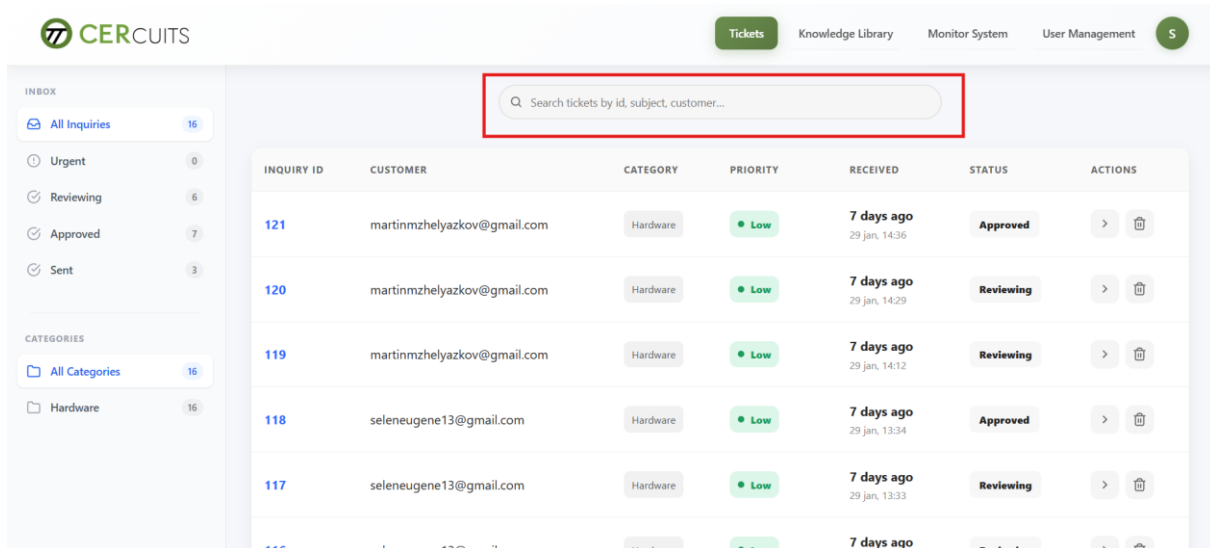 CERCUITS
Tickets Knowledge Library Monitor System User Management S
INBOX
All Inquiries 16
Urgent 0
Reviewing 6
Approved 7
Sent 3
CATEGORIES
All Categories 16
Hardware 16
Search tickets by id, subject, customer...
INQUIRY ID CUSTOMER CATEGORY PRIORITY RECEIVED STATUS ACTIONS
121 martinmzhelyazkov@gmail.com Hardware Low 7 days ago Approved
29 jan, 14:36
120 martinmzhelyazkov@gmail.com Hardware Low 7 days ago Reviewing
29 jan, 14:29
119 martinmzhelyazkov@gmail.com Hardware Low 7 days ago Reviewing
29 jan, 14:12
118 seleneugene13@gmail.com Hardware Low 7 days ago Approved
29 jan, 13:34
117 seleneugene13@gmail.com Hardware Low 7 days ago Reviewing
29 jan, 13:33
7 days ago